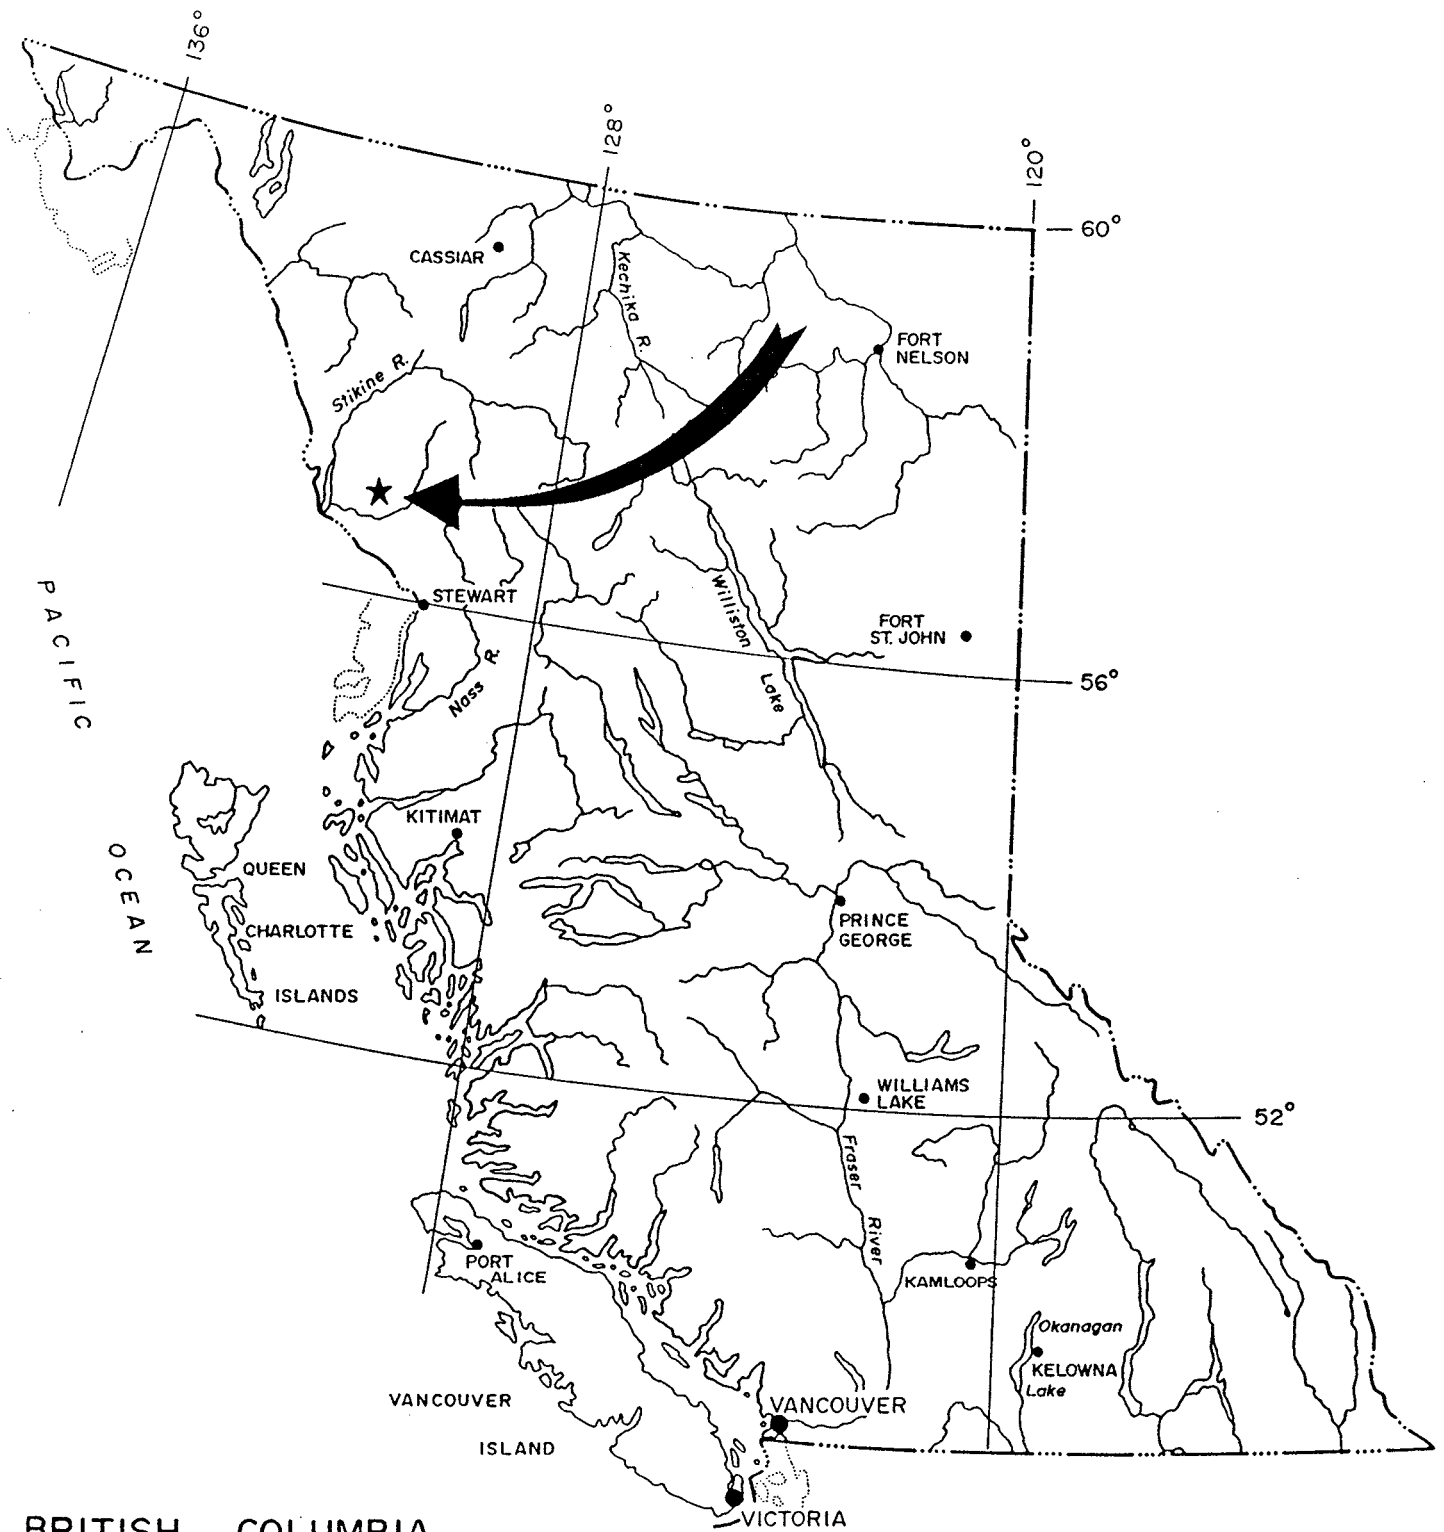 136°
128°
120°
60°
CASSIAR
Kechika R.
FORT
NELSON
Stikine R.
STEWART
PACIFIC
Williston
FORT
ST. JOHN
Nass R.
Lake
56°
KITIMAT
OCEAN
QUEEN
CHARLOTTE
ISLANDS
PRINCE
GEORGE
WILLIAMS
LAKE
52°
Fraser
River
PORT
ALICE
KAMLOOPS
Okanagan
KELOWNA
Lake
VANCOUVER
ISLAND
VANCOUVER
VICTORIA
BRITISH COLUMBIA